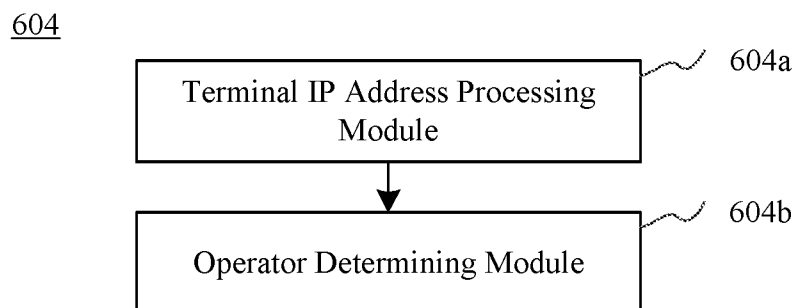 604
604a
Terminal IP Address Processing
Module
604b
Operator Determining Module